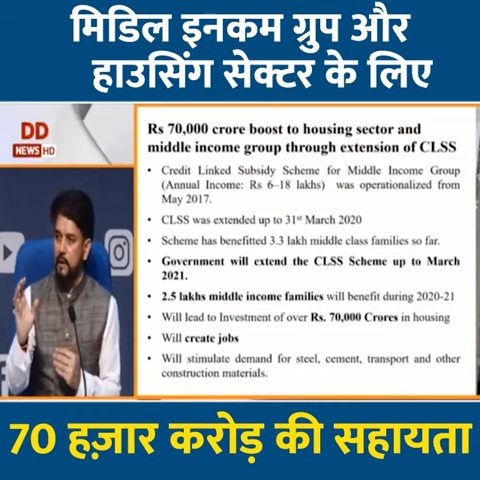 मिडिल इनकम ग्रुप और
हाउसिंग सेक्टर के लिए
DD
NEWS HD
Rs 70,000 crore boost to housing sector and
middle income group through extension of CLSS
• Credit Linked Subsidy Scheme for Middle Income Group
(Annual Income: Rs 6–18 lakhs) was operationalized from
May 2017.
• CLSS was extended up to 31st March 2020
• Scheme has benefitted 3.3 lakh middle class families so far.
• Government will extend the CLSS Scheme up to March
2021.
• 2.5 lakhs middle income families will benefit during 2020-21
• Will lead to Investment of over Rs. 70,000 Crores in housing
• Will create jobs
• Will stimulate demand for steel, cement, transport and other
construction materials.
70 हज़ार करोड़ की सहायता